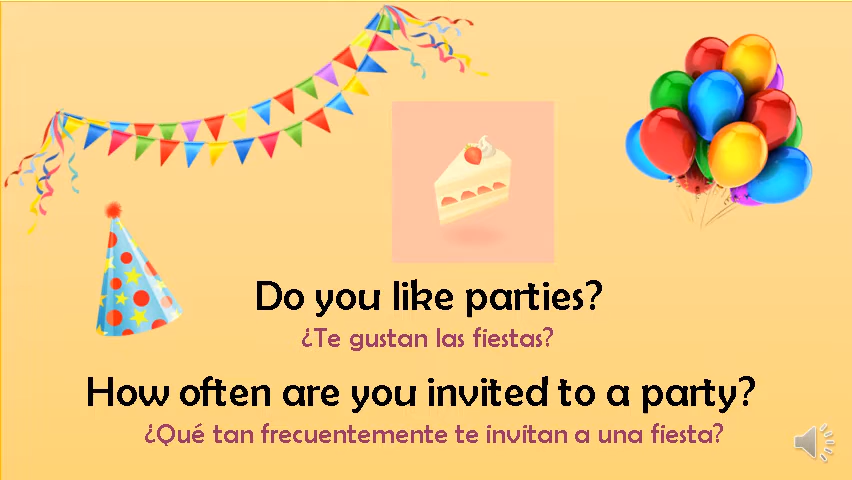 Do you like parties?
¿Te gustan las fiestas?
How often are you invited to a party?
¿Qué tan frecuentemente te invitan a una fiesta?